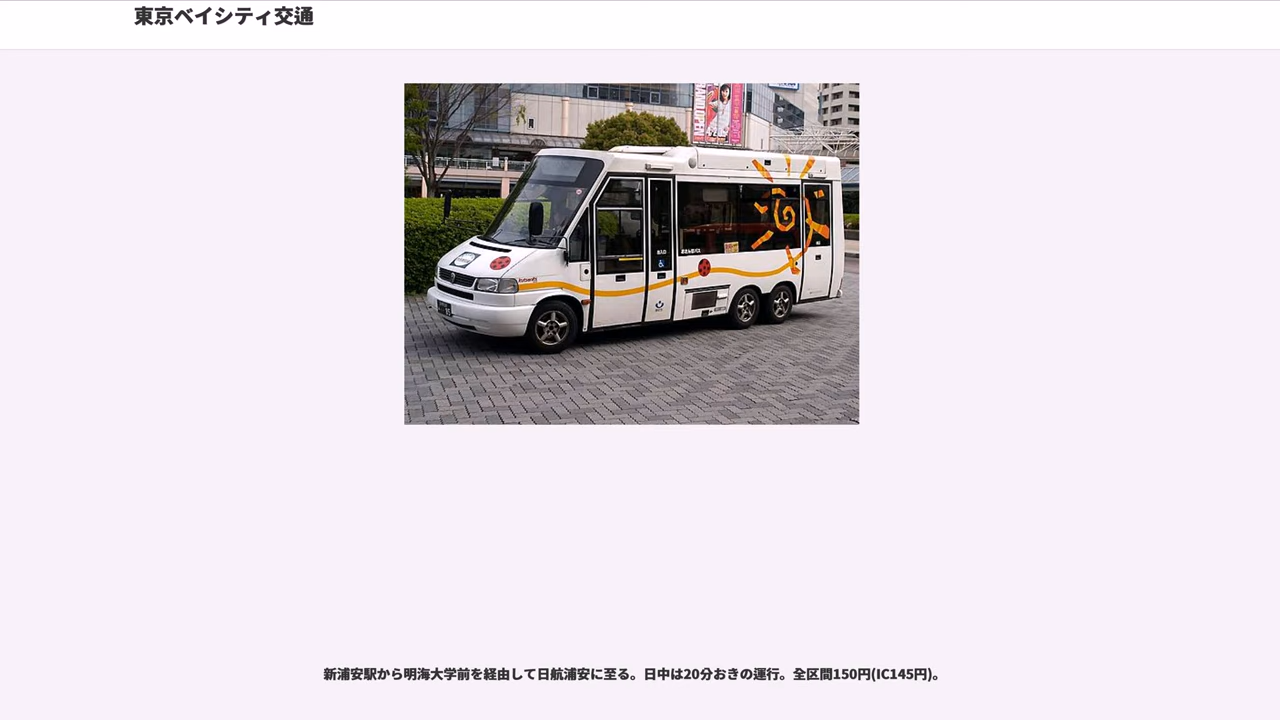 東京ベイシティ交通
新浦安駅から明海大学前を経由して日航浦安に至る。日中は20分おきの運行。全区間150円(IC145円)。